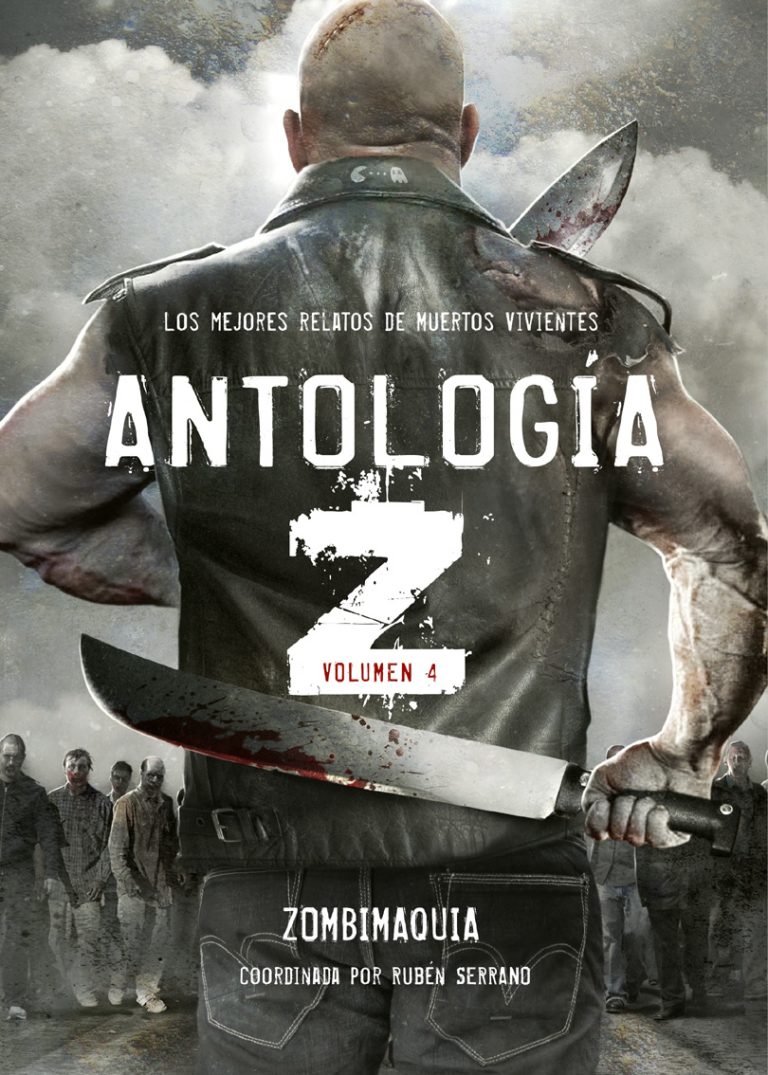 LOS MEJORES RELATOS DE MUERTOS VIVIENTES
ANTOLOGÍA
Z
VOLUMEN 4
ZOMBIMAQUIA
COORDINADA POR RUBÉN SERRANO